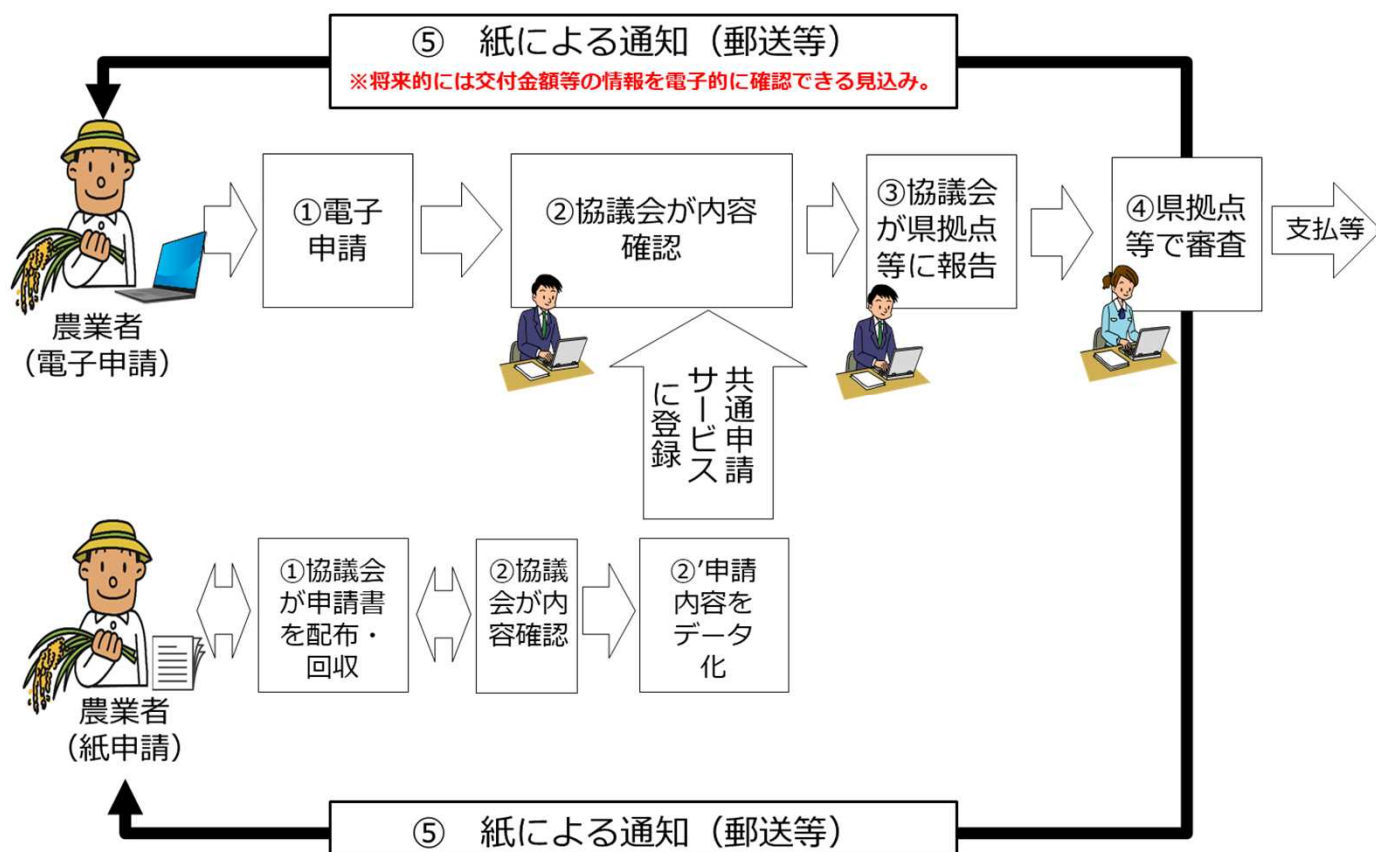 ⑤ 紙による通知（郵送等）
※将来的には交付金額等の情報を電子的に確認できる見込み。
農業者
（電子申請）
①電子
申請
②協議会が内容
確認
③協議会
が県拠点
等に報告
④県拠点
等で審査
支払等
共通申請
サービス
に登録
農業者
（紙申請）
①協議会
が申請書
を配布・
回収
②協議
会が内
容確認
②’申請
内容を
データ
化
⑤ 紙による通知（郵送等）